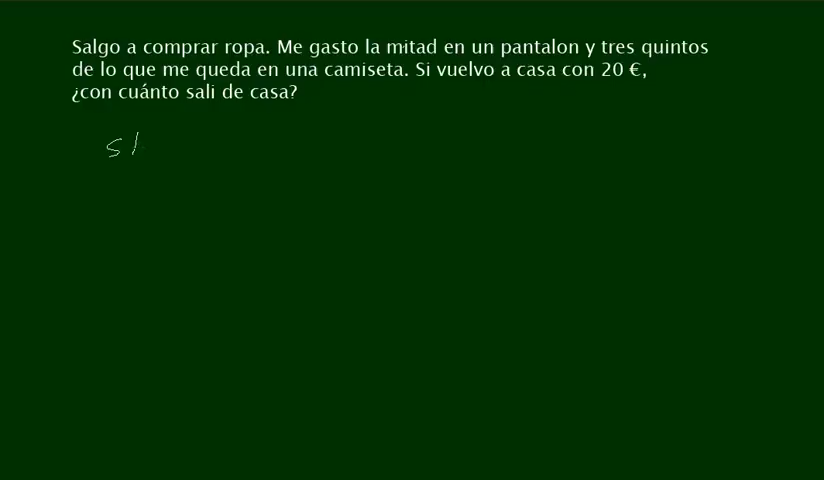 Salgo a comprar ropa. Me gasto la mitad en un pantalon y tres quintos
de lo que me queda en una camiseta. Si vuelvo a casa con 20 €,
¿con cuánto sali de casa?